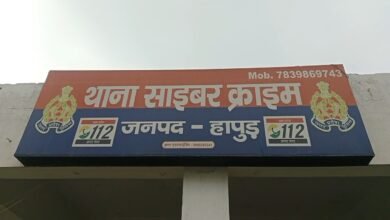 Mob. 7839869743
थाना साइबर क्राइम
112 जनपद - हापुड़ 112